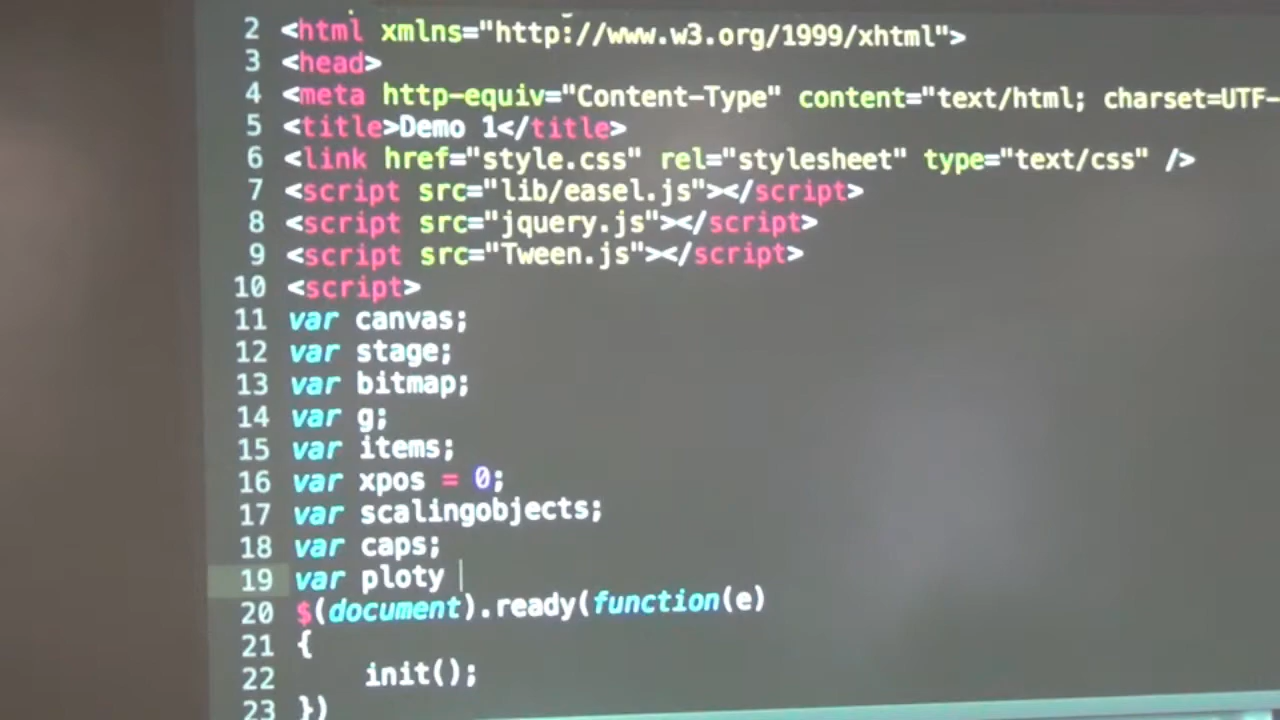 2 <html xmlns="http://www.w3.org/1999/xhtml">
3 <head>
4 <meta http-equiv="Content-Type" content="text/html; charset=UTF-
5 <title>Demo 1</title>
6 <link href="style.css" rel="stylesheet" type="text/css" />
7 <script src="lib/easel.js"></script>
8 <script src="jquery.js"></script>
9 <script src="Tween.js"></script>
10 <script>
11 var canvas;
12 var stage;
13 var bitmap;
14 var g;
15 var items;
16 var xpos = 0;
17 var scalingobjects;
18 var caps;
19 var ploty
20 $(document).ready(function(e)
21 {
22 init();
23 })